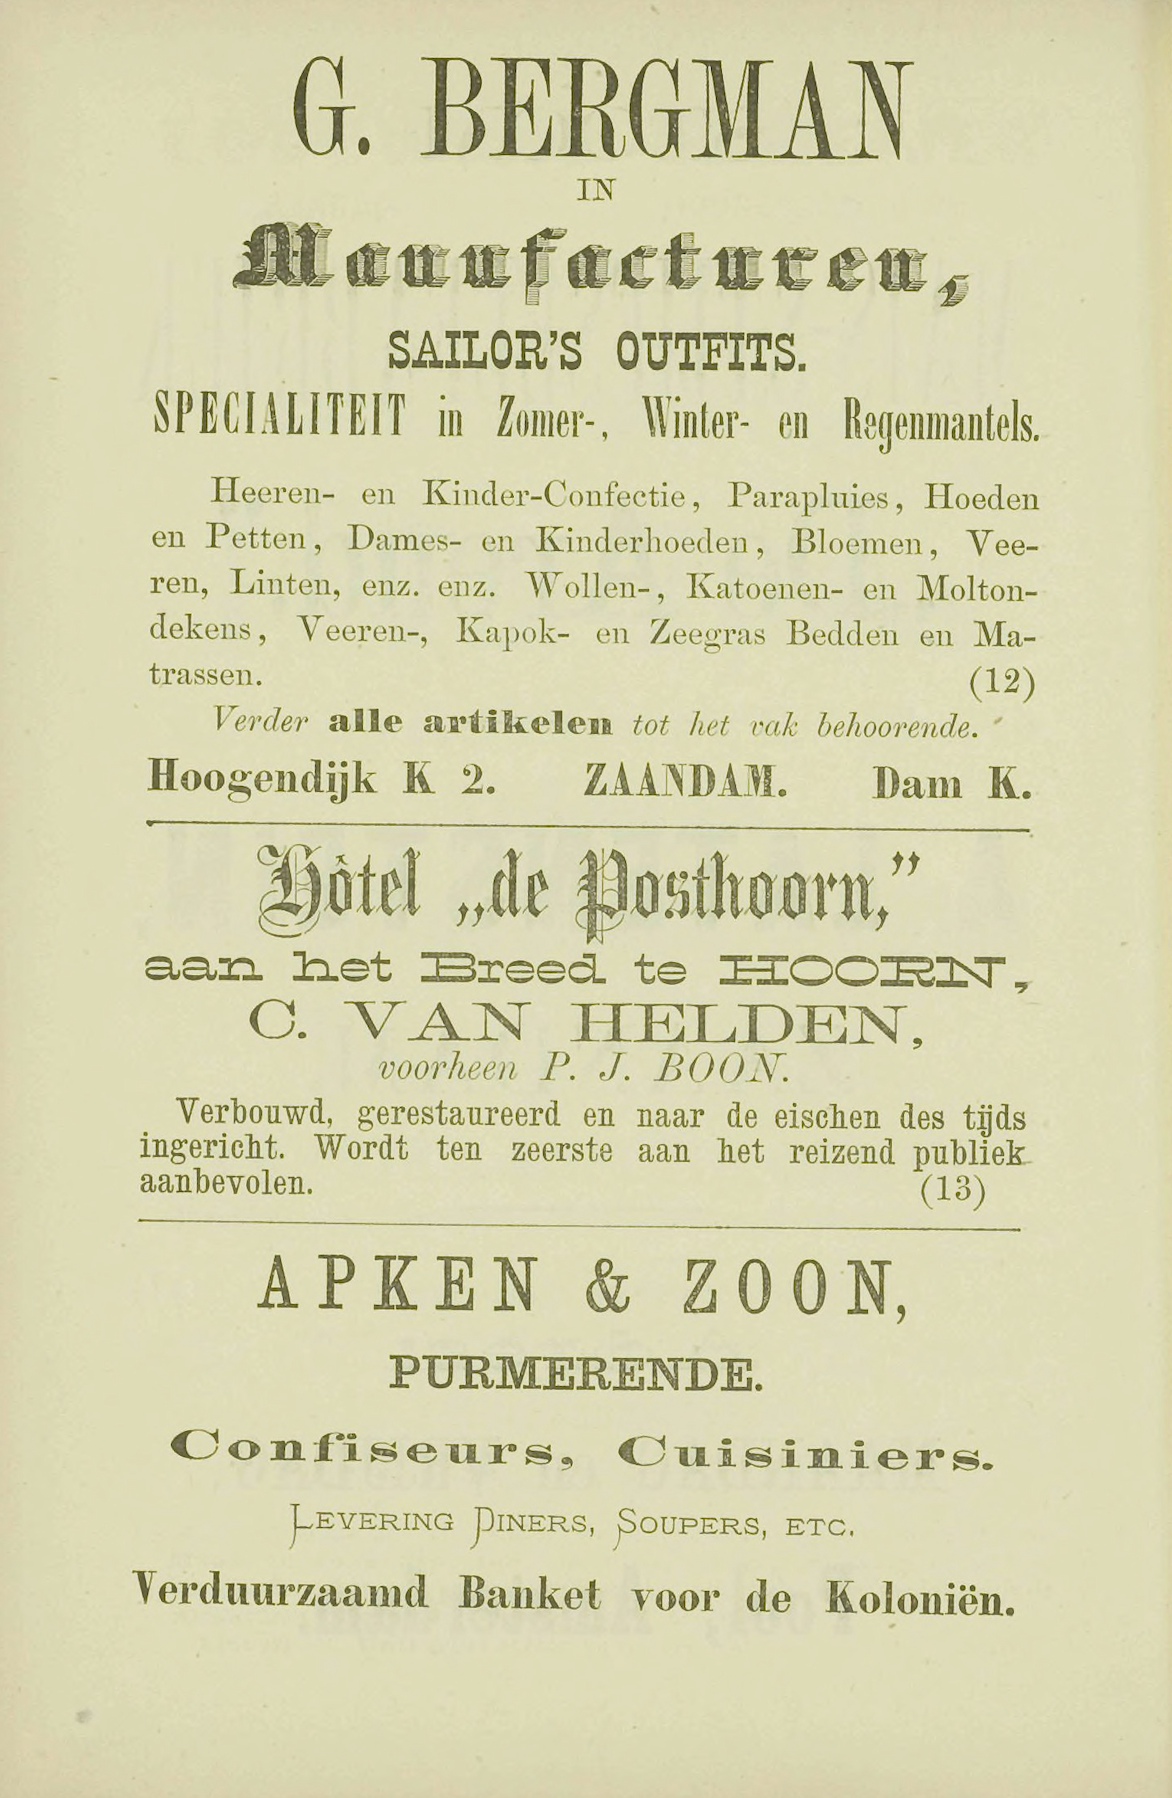 G. BERGMAN
IN
Manufacturen,
SAILOR'S OUTFITS.
SPECIALITEIT in Zomer-, Winter- en Regenmantels.
Heeren- en Kinder-Confectie, Parapluies, Hoeden
en Petten, Dames- en Kinderhoeden, Bloemen, Vee-
ren, Linten, enz. enz. Wollen-, Katoenen- en Molton-
dekens, Veeren-, Kapok- en Zeegras Bedden en Ma-
trassen. (12)
Verder alle artikelen tot het vak behoorende.
Hoogendijk K 2. ZAANDAM. Dam K.
Hôtel „de Posthoorn,”
aan het Breed te HOORN,
C. VAN HELDEN,
voorheen P. J. BOON.
Verbouwd, gerestaureerd en naar de eischen des tijds
ingericht. Wordt ten zeerste aan het reizend publiek
aanbevolen. (13)
APKEN & ZOON,
PURMERENDE.
Confiseurs, Cuisiniers.
LEVERING DINERS, SOUPERS, ETC.
Verduurzaamd Banket voor de Koloniën.